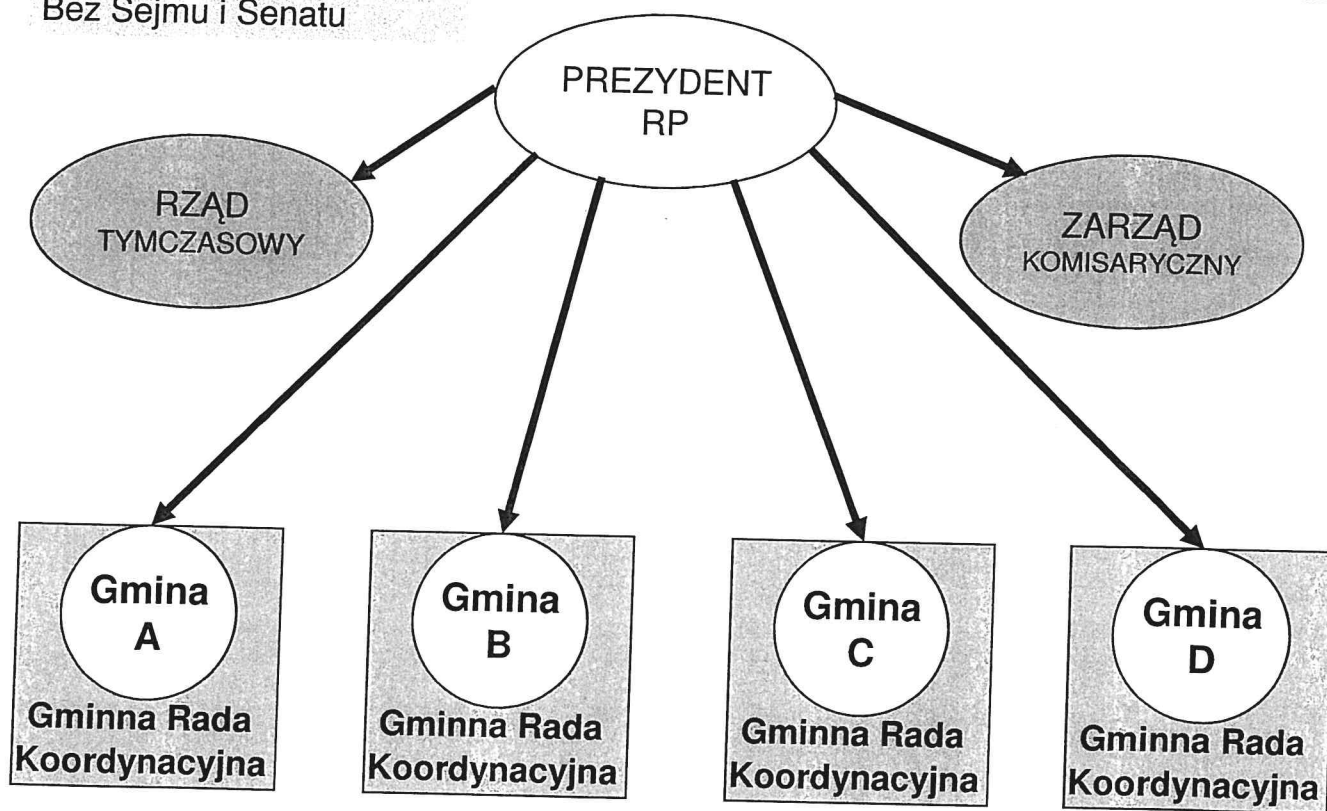 Bez Sejmu i Senatu
PREZYDENT
RP
RZĄD
TYMCZASOWY
ZARZĄD
KOMISARYCZNY
Gmina
A
Gminna Rada
Koordynacyjna
Gmina
B
Gminna Rada
Koordynacyjna
Gmina
C
Gminna Rada
Koordynacyjna
Gmina
D
Gminna Rada
Koordynacyjna